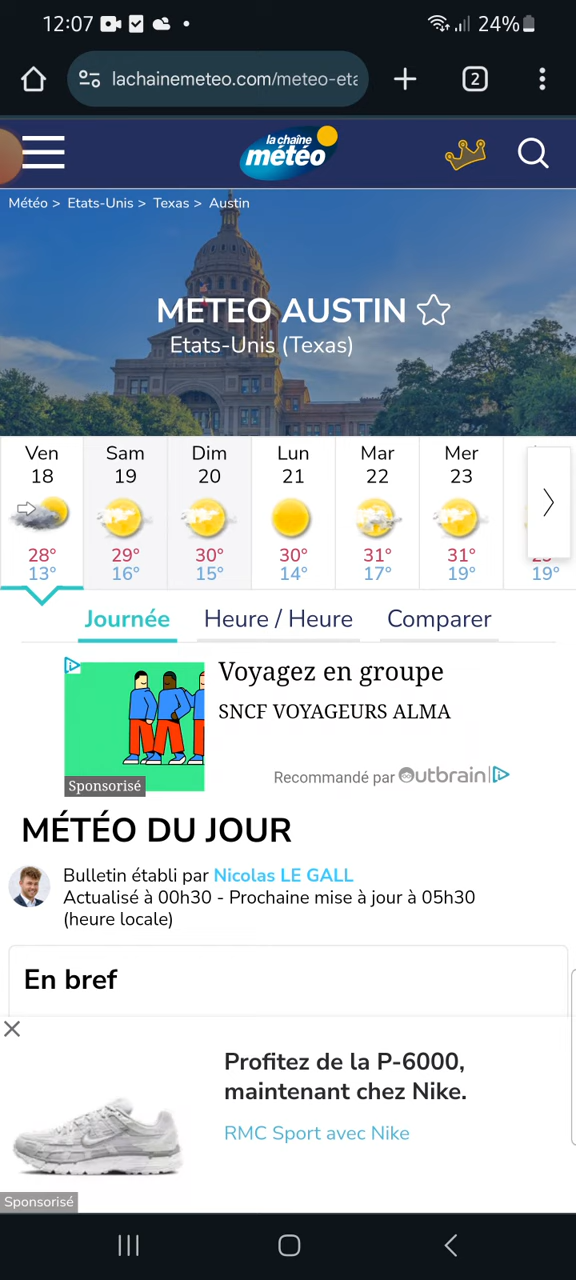 12:07
24%
lachainemeteo.com/meteo-eta
2
la chaîne
météo
Météo > Etats-Unis > Texas > Austin
METEO AUSTIN
Etats-Unis (Texas)
Ven Sam Dim Lun Mar Mer
18 19 20 21 22 23
28° 29° 30° 30° 31° 31°
13° 16° 15° 14° 17° 19° 19°
Journée Heure / Heure Comparer
Voyagez en groupe
SNCF VOYAGEURS ALMA
Sponsorisé
Recommandé par Outbrain
MÉTÉO DU JOUR
Bulletin établi par Nicolas LE GALL
Actualisé à 00h30 - Prochaine mise à jour à 05h30
(heure locale)
En bref
Profitez de la P-6000,
maintenant chez Nike.
RMC Sport avec Nike
Sponsorisé